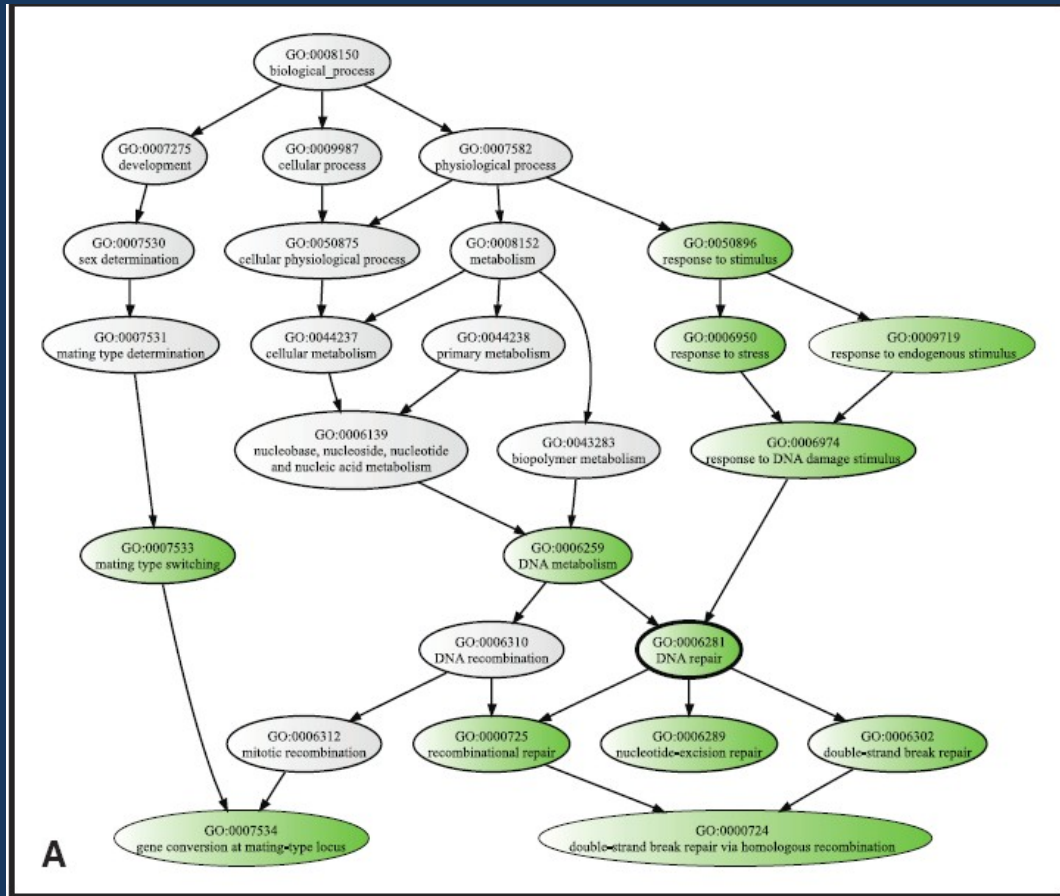 GO:0008150
biological_process
GO:0007275
development
GO:0009987
cellular process
GO:0007582
physiological process
GO:0007530
sex determination
GO:0050875
cellular physiological process
GO:0008152
metabolism
GO:0050896
response to stimulus
GO:0007531
mating type determination
GO:0044237
cellular metabolism
GO:0044238
primary metabolism
GO:0006950
response to stress
GO:0009719
response to endogenous stimulus
GO:0006139
nucleobase, nucleoside, nucleotide
and nucleic acid metabolism
GO:0043283
biopolymer metabolism
GO:0006974
response to DNA damage stimulus
GO:0007533
mating type switching
GO:0006259
DNA metabolism
GO:0006310
DNA recombination
GO:0006281
DNA repair
GO:0006312
mitotic recombination
GO:0000725
recombinational repair
GO:0006289
nucleotide-excision repair
GO:0006302
double-strand break repair
GO:0007534
gene conversion at mating-type locus
GO:0000724
double-strand break repair via homologous recombination
A